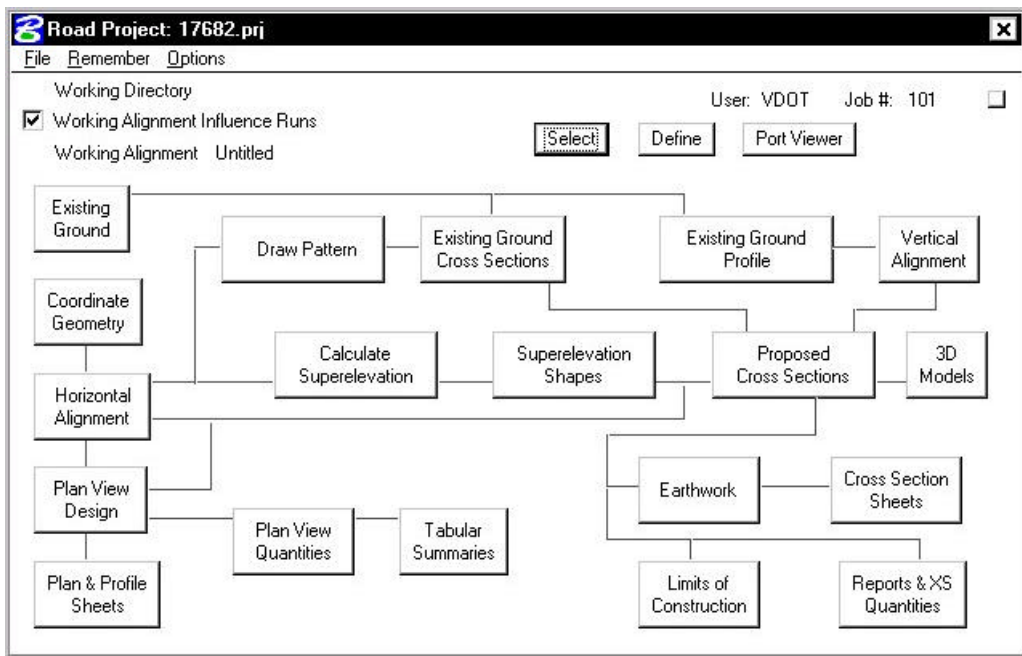 Road Project: 17682.prj
File Remember Options
Working Directory
User: VDOT Job #: 101
Working Alignment Influence Runs
Select Define Port Viewer
Working Alignment Untitled
Existing
Ground
Draw Pattern
Existing Ground
Cross Sections
Existing Ground
Profile
Vertical
Alignment
Coordinate
Geometry
Calculate
Superelevation
Superelevation
Shapes
Proposed
Cross Sections
3D
Models
Horizontal
Alignment
Plan View
Design
Earthwork
Cross Section
Sheets
Plan View
Quantities
Tabular
Summaries
Plan & Profile
Sheets
Limits of
Construction
Reports & XS
Quantities